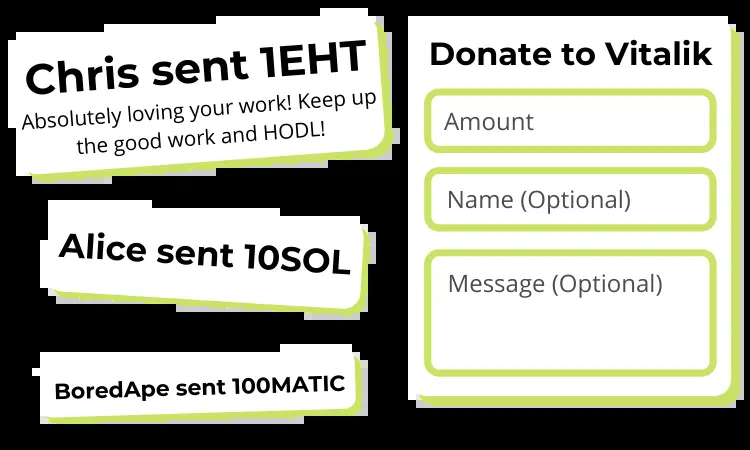 Chris sent 1EHT
Absolutely loving your work! Keep up
the good work and HODL!
Alice sent 10SOL
BoredApe sent 100MATIC
Donate to Vitalik
Amount
Name (Optional)
Message (Optional)